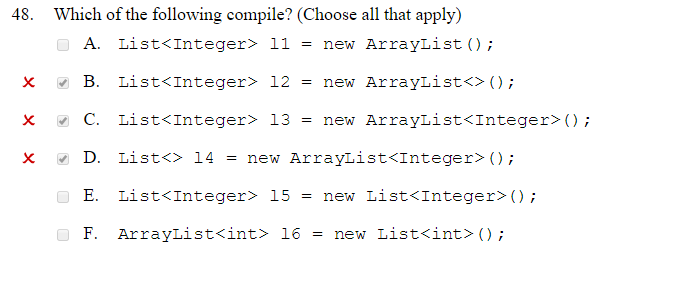 48. Which of the following compile? (Choose all that apply)
A. List<Integer> l1 = new ArrayList();
B. List<Integer> l2 = new ArrayList<>();
C. List<Integer> l3 = new ArrayList<Integer>();
D. List<> l4 = new ArrayList<Integer>();
E. List<Integer> l5 = new List<Integer>();
F. ArrayList<int> l6 = new List<int>();